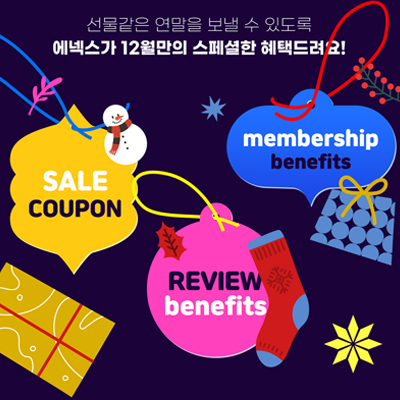 선물같은 연말을 보낼 수 있도록
에넥스가 12월만의 스페셜한 혜택드려요!
membership
benefits
SALE
COUPON
REVIEW
benefits